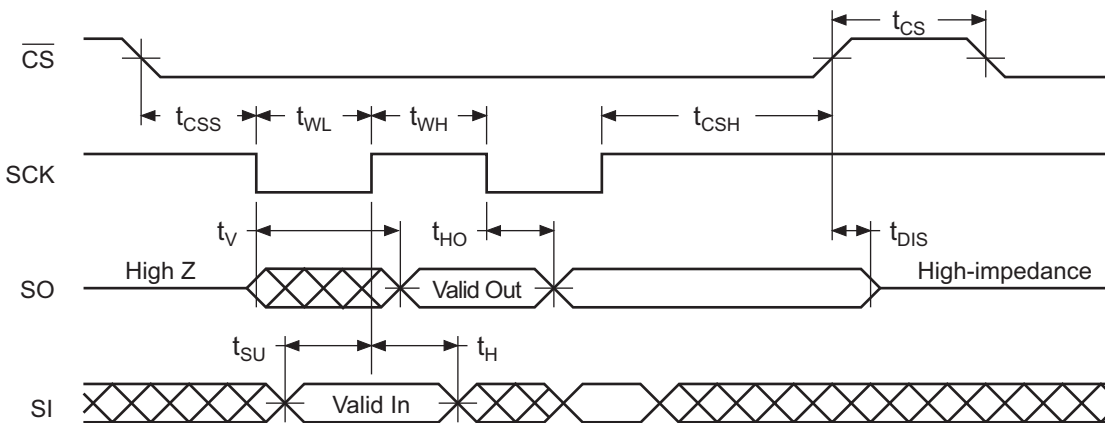 t_CS
C̅S̅
t_CSS t_WL t_WH t_CSH
SCK
t_V t_HO t_DIS
High Z High-impedance
SO Valid Out
t_SU t_H
SI Valid In